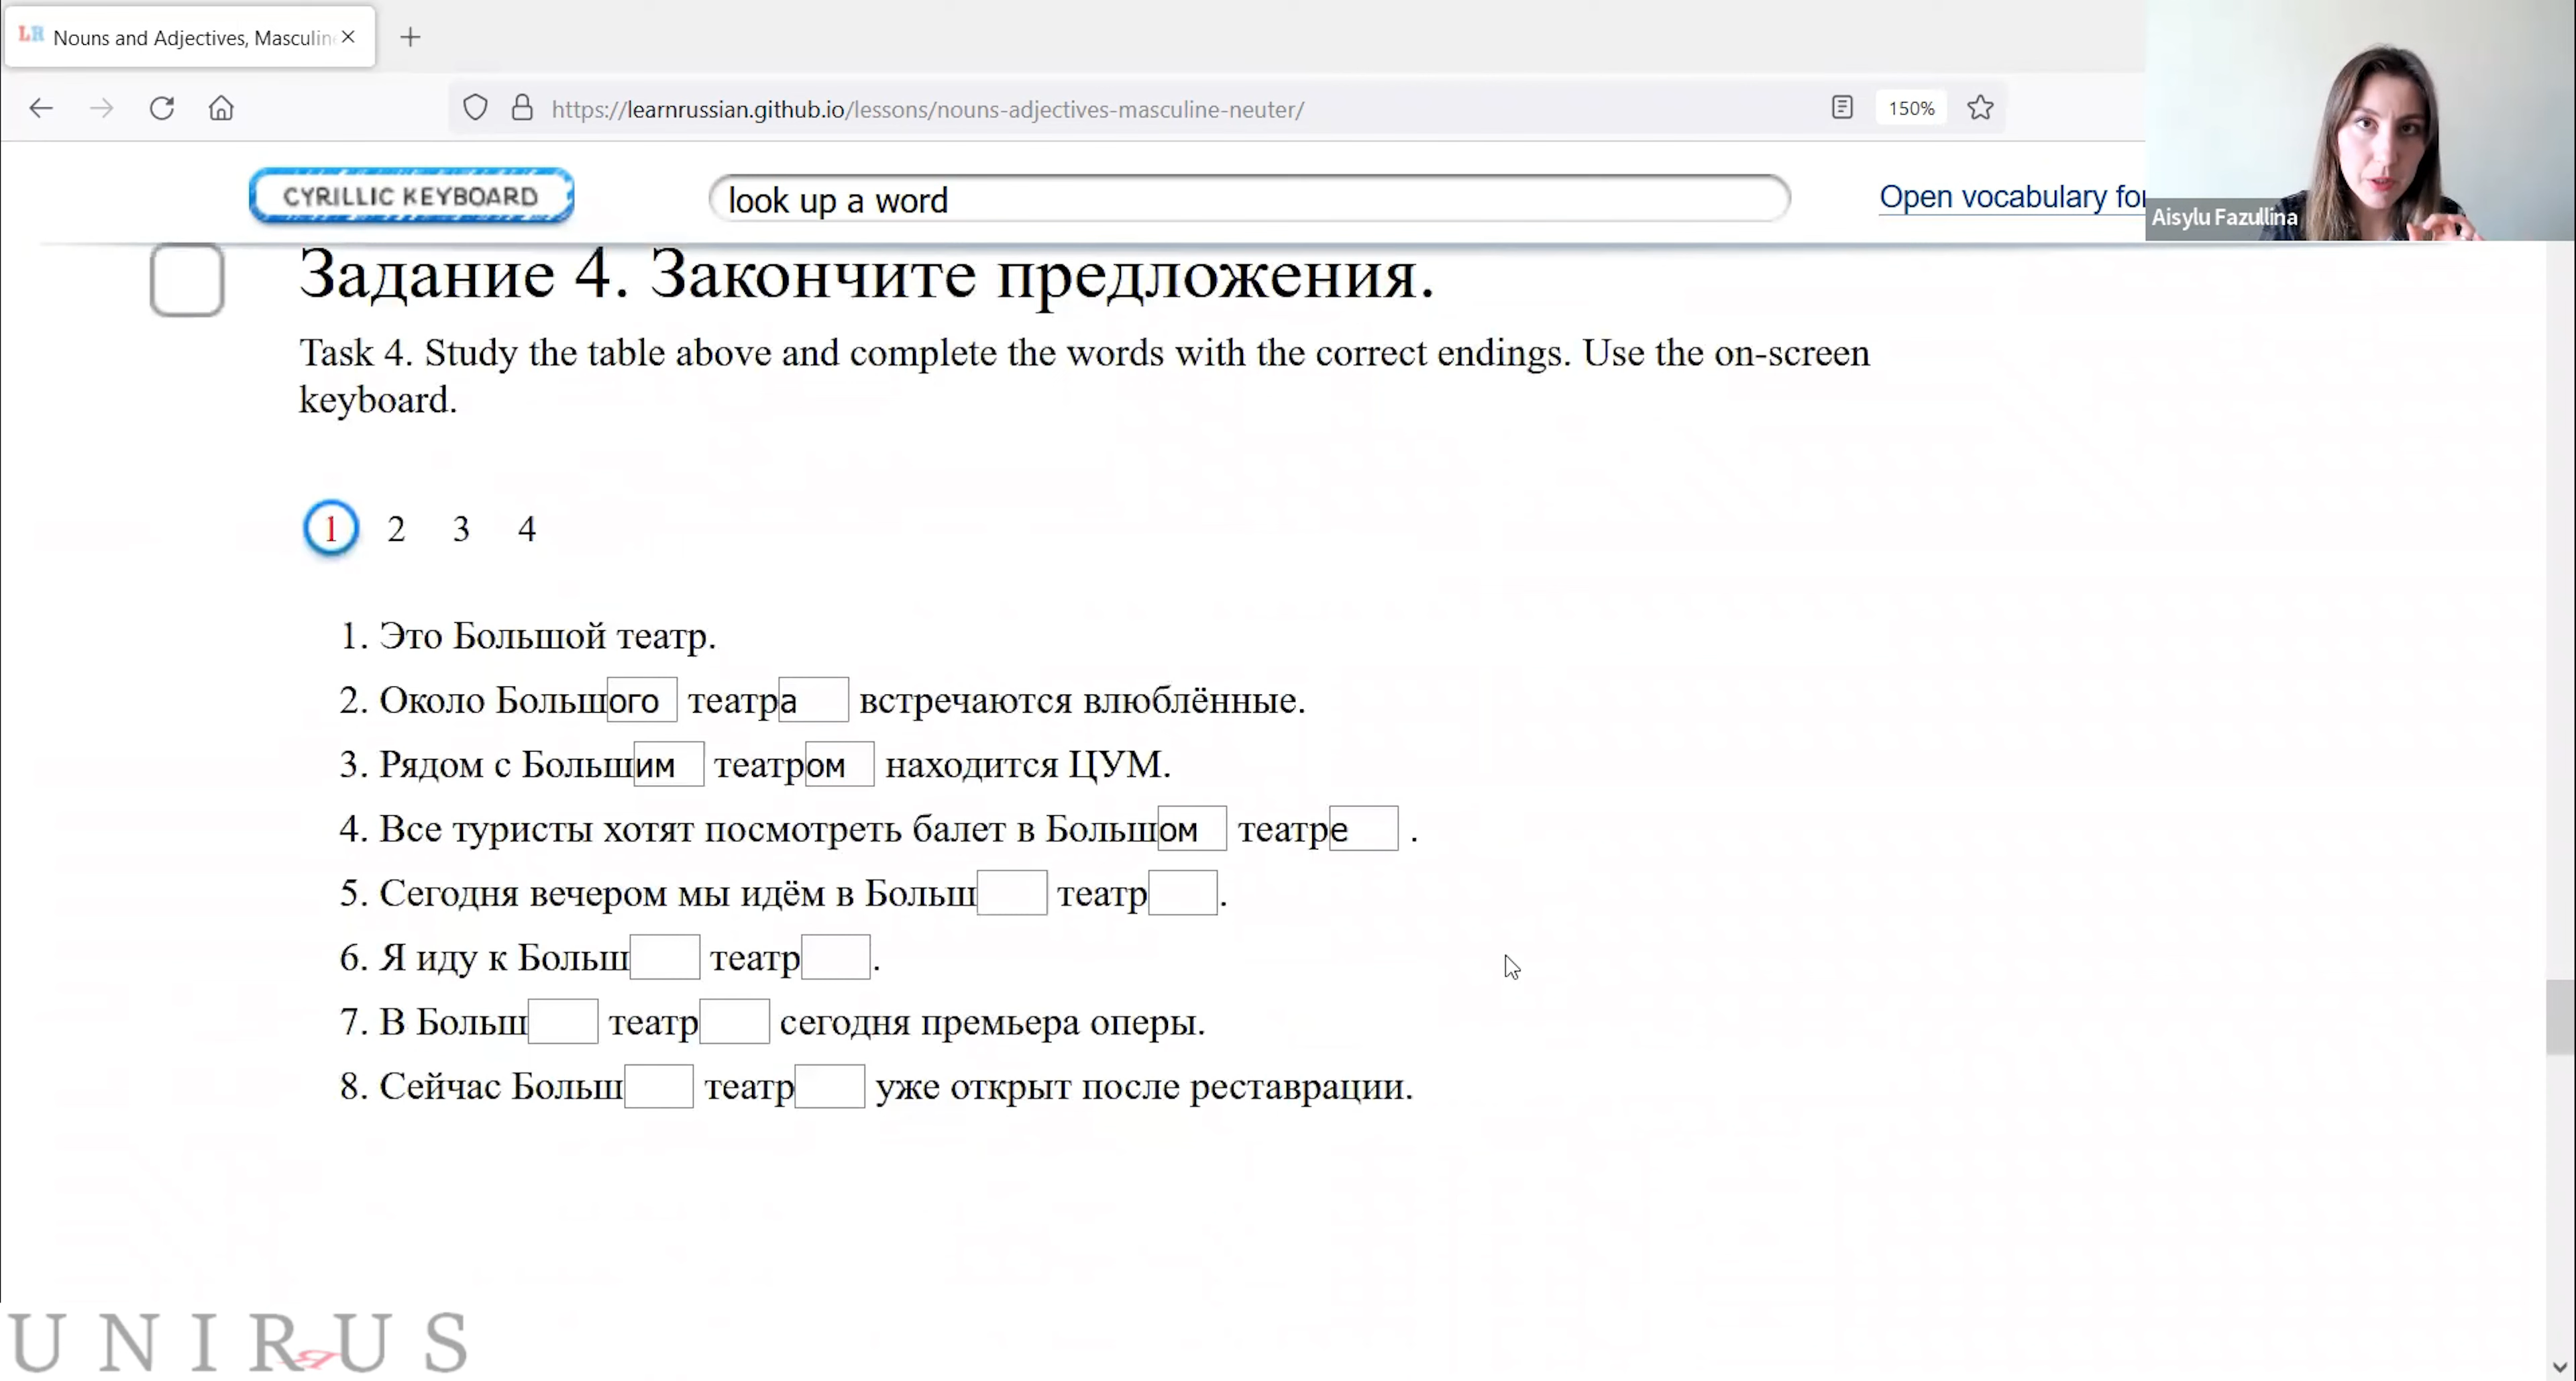 LR Nouns and Adjectives, Masculin
https://learnrussian.github.io/lessons/nouns-adjectives-masculine-neuter/ 150%
CYRILLIC KEYBOARD look up a word Open vocabulary for
Aisylu Fazullina
Задание 4. Закончите предложения.
Task 4. Study the table above and complete the words with the correct endings. Use the on-screen
keyboard.
1 2 3 4
1. Это Большой театр.
2. Около Большого театра встречаются влюблённые.
3. Рядом с Большим театром находится ЦУМ.
4. Все туристы хотят посмотреть балет в Большом театре .
5. Сегодня вечером мы идём в Больш театр .
6. Я иду к Больш театр .
7. В Больш театр сегодня премьера оперы.
8. Сейчас Больш театр уже открыт после реставрации.
UNIRUS